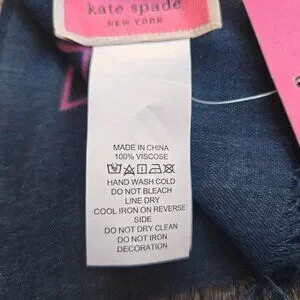 kate spade
NEW YORK
MADE IN CHINA
100% VISCOSE
HAND WASH COLD
DO NOT BLEACH
LINE DRY
COOL IRON ON REVERSE
SIDE
DO NOT DRY CLEAN
DO NOT IRON
DECORATION